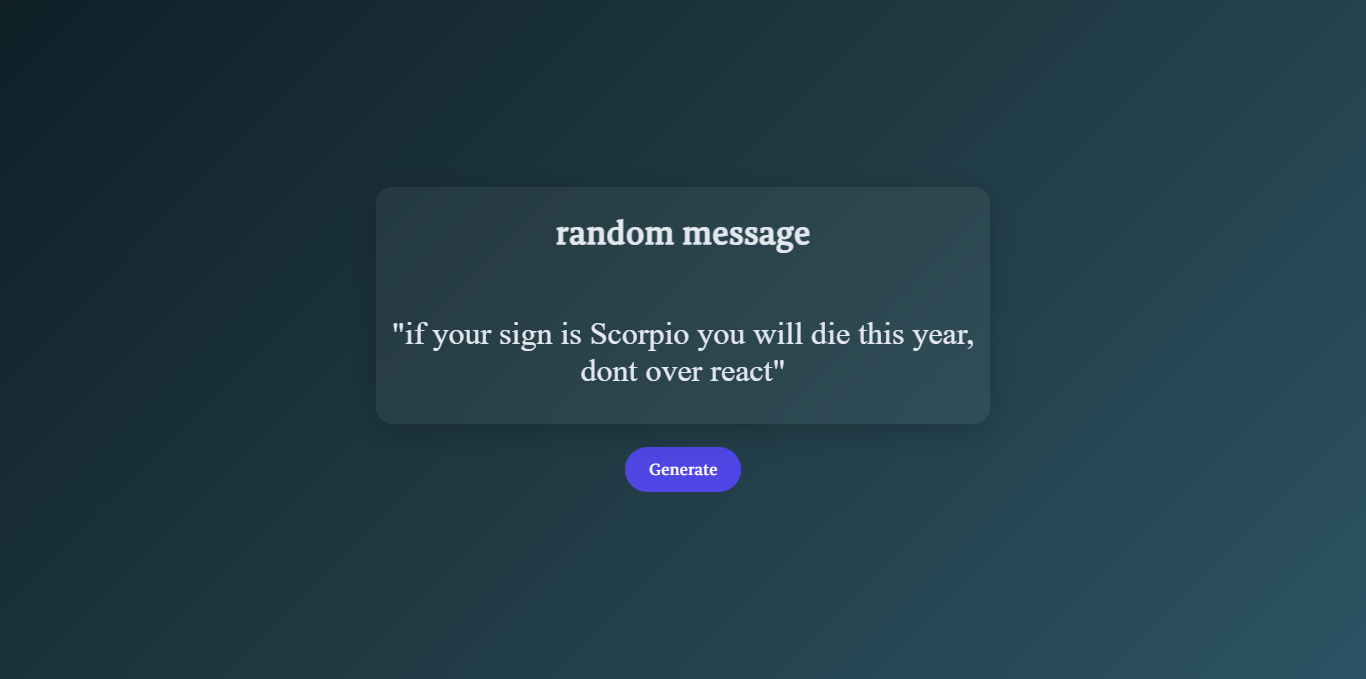 random message
"if your sign is Scorpio you will die this year,
dont over react"
Generate